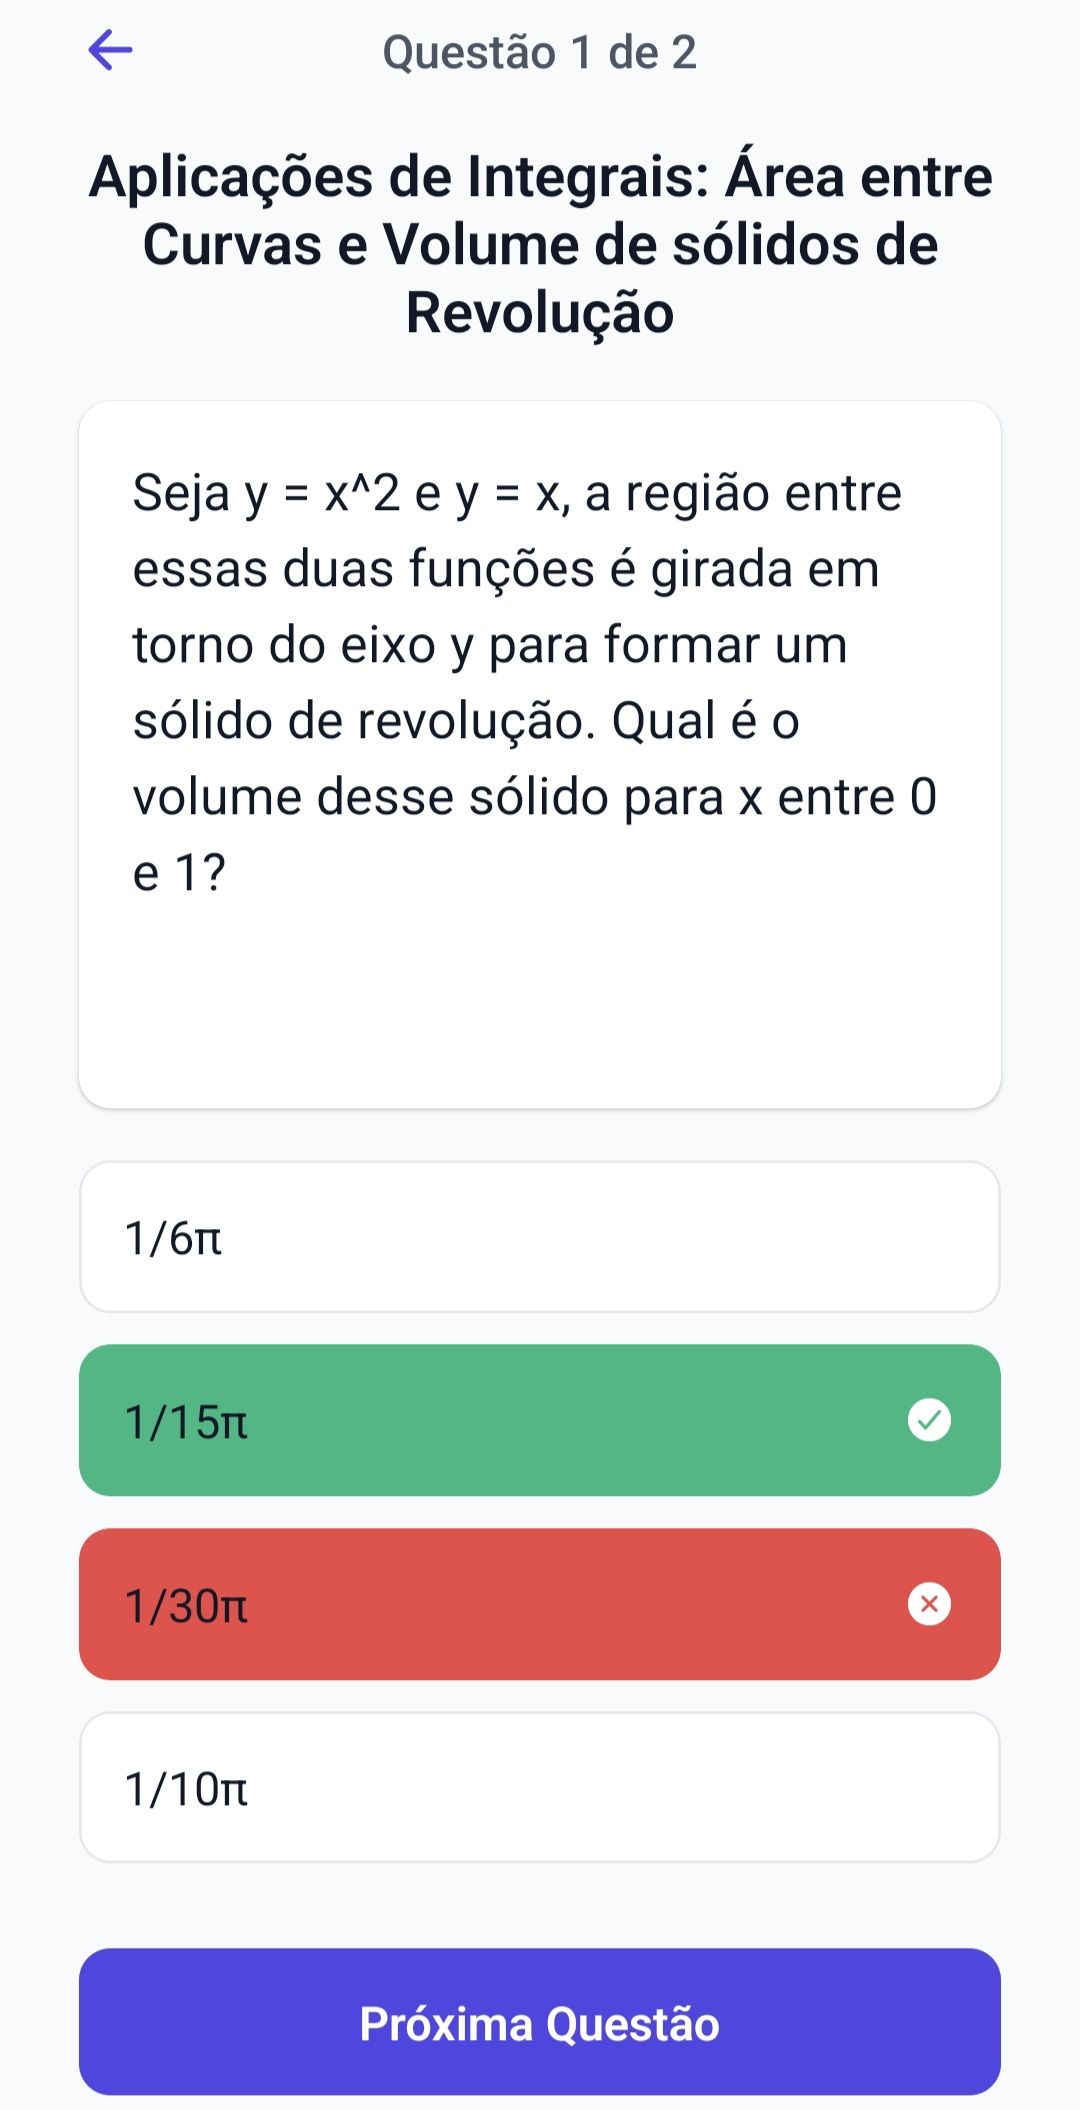 Questão 1 de 2
Aplicações de Integrais: Área entre
Curvas e Volume de sólidos de
Revolução
Seja y = x^2 e y = x, a região entre
essas duas funções é girada em
torno do eixo y para formar um
sólido de revolução. Qual é o
volume desse sólido para x entre 0
e 1?
1/6π
1/15π
1/30π
1/10π
Próxima Questão